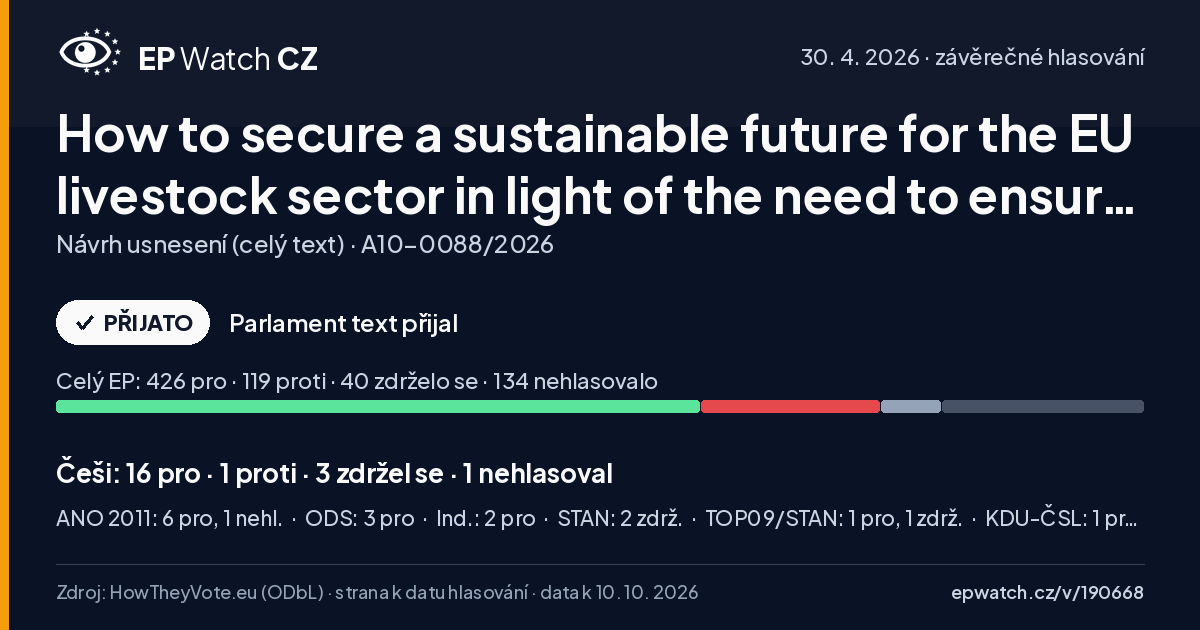 EP Watch CZ
30. 4. 2026 · závěrečné hlasování
How to secure a sustainable future for the EU
livestock sector in light of the need to ensur…
Návrh usnesení (celý text) · A10-0088/2026
✓ PŘIJATO
Parlament text přijal
Celý EP: 426 pro · 119 proti · 40 zdrželo se · 134 nehlasovalo
Češi: 16 pro · 1 proti · 3 zdržel se · 1 nehlasoval
ANO 2011: 6 pro, 1 nehl. · ODS: 3 pro · Ind.: 2 pro · STAN: 2 zdrž. · TOP09/STAN: 1 pro, 1 zdrž. · KDU-ČSL: 1 pr…
Zdroj: HowTheyVote.eu (ODbL) · strana k datu hlasování · data k 10. 10. 2026
epwatch.cz/v/190668